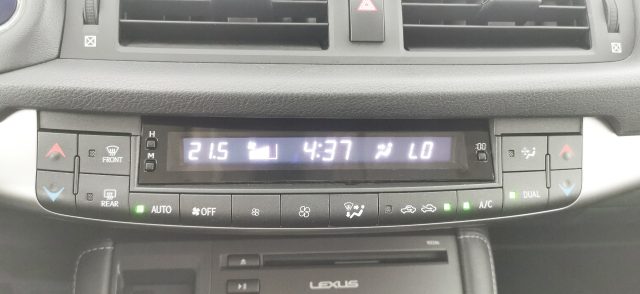 H
M
21.5 4:37 LO
:00
FRONT
REAR
AUTO OFF A/C DUAL
LEXUS